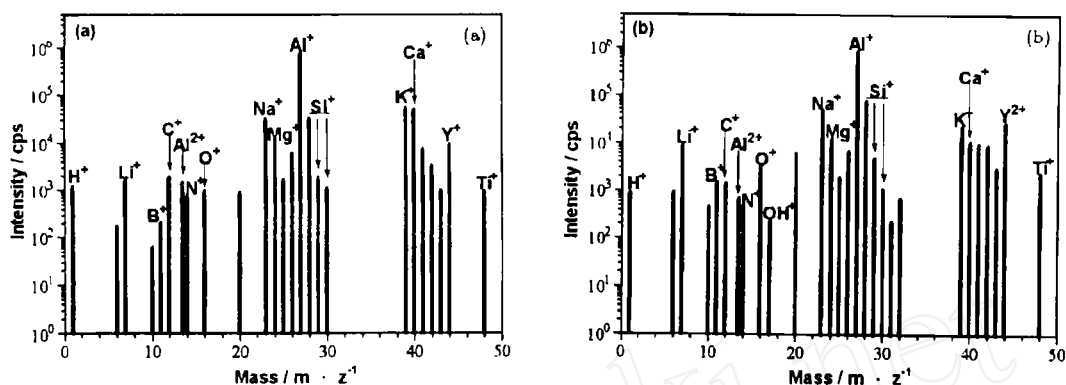 (a)
(a)
Intensity / cps
10⁶
10⁵
10⁴
10³
10²
10¹
10⁰
H⁺
Li⁺
B⁺
C⁺
Al²⁺
N⁺
O⁺
Na⁺
Mg⁺
Al⁺
Si⁺
K⁺
Ca⁺
Y⁺
Ti⁺
0 10 20 30 40 50
Mass / m · z⁻¹
(b)
(b)
Intensity / cps
10⁶
10⁵
10⁴
10³
10²
10¹
10⁰
H⁺
Li⁺
B⁺
C⁺
Al²⁺
N⁺
O⁺
OH⁺
Na⁺
Mg⁺
Al⁺
Si⁺
K⁺
Ca⁺
Y²⁺
Ti⁺
0 10 20 30 40 50
Mass / m · z⁻¹